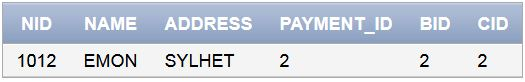 NID NAME ADDRESS PAYMENT_ID BID CID
1012 EMON SYLHET 2 2 2